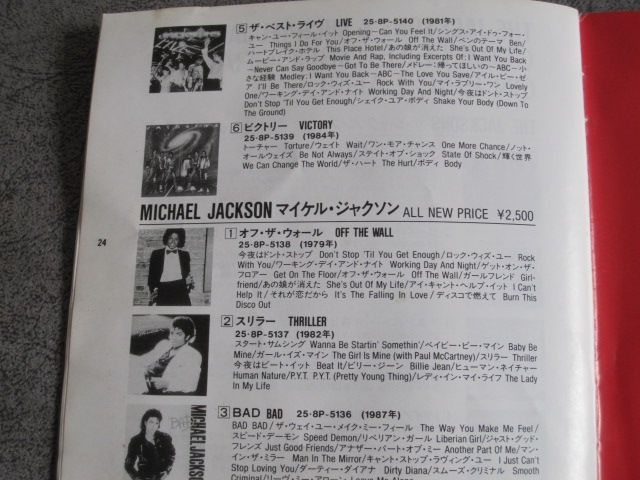 5 ザ・ベスト・ライヴ LIVE 25・8P-5140 (1981年)
キャン・ユー・フィール・イット Opening－Can You Feel It/シングス・アイ・ドゥ・フォー・
ユー Things I Do For You/オフ・ザ・ウォール Off The Wall/ベンのテーマ Ben/
ハートブレイク・ホテル This Place Hotel/あの娘が消えた She's Out Of My Life/
ムービー・アンド・ラップ Movie And Rap, Including Excerpts Of: I Want You Back
－Never Can Say Goodbye－Got To Be There/メドレー：帰ってほしいの－ABC－小
さな経験 Medley: I Want You Back－ABC－The Love You Save/アイル・ビー・ゼ
ア I'll Be There/ロック・ウィズ・ユー Rock With You/マイ・ラブリー・ワン Lovely
One/ワーキング・デイ・アンド・ナイト Working Day And Night/今夜はドント・ストップ
Don't Stop 'Til You Get Enough/シェイク・ユア・ボディ Shake Your Body (Down To
The Ground)
6 ビクトリー VICTORY
25・8P-5139 (1984年)
トーチャー Torture/ウェイト Wait/ワン・モア・チャンス One More Chance/ノット・
オールウェイズ Be Not Always/ステイト・オブ・ショック State Of Shock/輝く世界
We Can Change The World/ザ・ハート The Hurt/ボディ Body
MICHAEL JACKSON マイケル・ジャクソン ALL NEW PRICE ¥2,500
24
1 オフ・ザ・ウォール OFF THE WALL
25・8P-5138 (1979年)
今夜はドント・ストップ Don't Stop 'Til You Get Enough/ロック・ウィズ・ユー Rock
With You/ワーキング・デイ・アンド・ナイト Working Day And Night/ゲット・オン・ザ・
フロアー Get On The Floor/オフ・ザ・ウォール Off The Wall/ガールフレンド Girl-
friend/あの娘が消えた She's Out Of My Life/アイ・キャント・ヘルプ・イット I Can't
Help It/それが恋だから It's The Falling In Love/ディスコで燃えて Burn This
Disco Out
2 スリラー THRILLER
25・8P-5137 (1982年)
スタート・サムシング Wanna Be Startin' Somethin'/ベイビー・ビー・マイン Baby Be
Mine/ガール・イズ・マイン The Girl Is Mine (with Paul McCartney)/スリラー Thriller
今夜はビート・イット Beat It/ビリー・ジーン Billie Jean/ヒューマン・ネイチャー
Human Nature/P.Y.T. P.Y.T. (Pretty Young Thing)/レディ・イン・マイ・ライフ The Lady
In My Life
3 BAD BAD 25・8P-5136 (1987年)
BAD BAD/ザ・ウェイ・ユー・メイク・ミー・フィール The Way You Make Me Feel/
スピード・デーモン Speed Demon/リベリアン・ガール Liberian Girl/ジャスト・グッド・
フレンズ Just Good Friends/アナザー・パート・オブ・ミー Another Part Of Me/マン・
イン・ザ・ミラー Man In The Mirror/キャント・ストップ・ラヴィング・ユー I Just Can't
Stop Loving You/ダーティー・ダイアナ Dirty Diana/スムーズ・クリミナル Smooth
Criminal/リーヴ・ミー・アローン Leave Me Alone
MICHAEL JACKSON